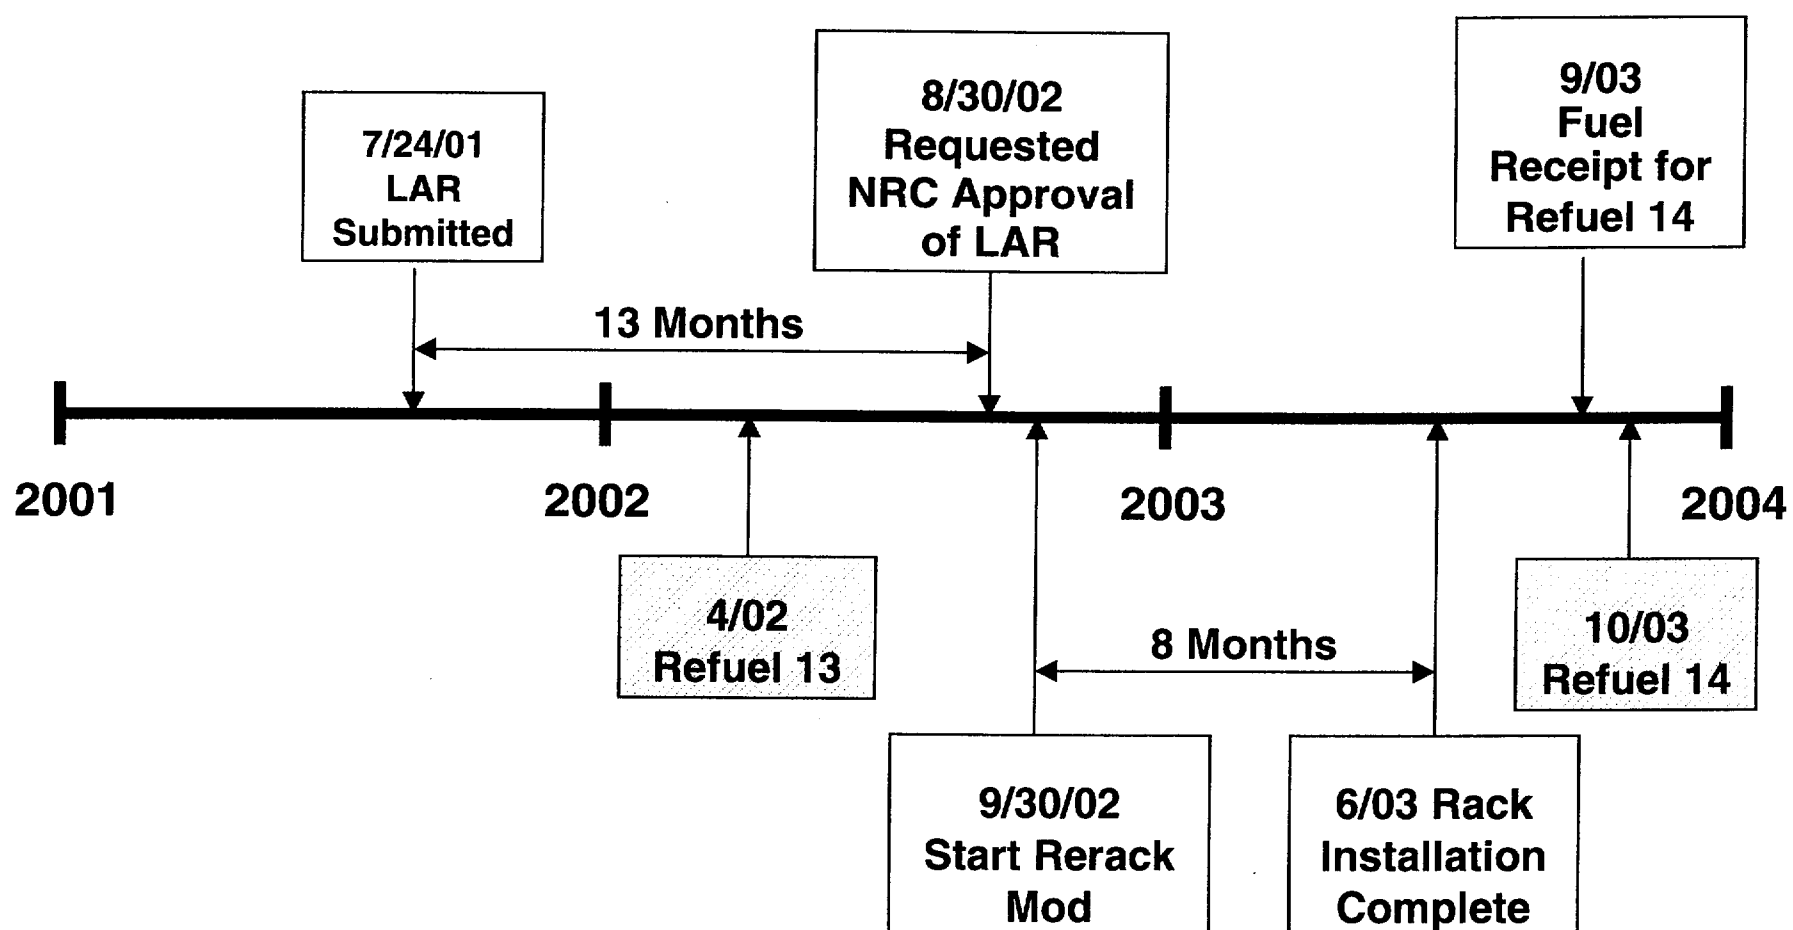 7/24/01
LAR
Submitted
8/30/02
Requested
NRC Approval
of LAR
9/03
Fuel
Receipt for
Refuel 14
13 Months
2001
2002
2003
2004
4/02
Refuel 13
8 Months
10/03
Refuel 14
9/30/02
Start Rerack
Mod
6/03 Rack
Installation
Complete